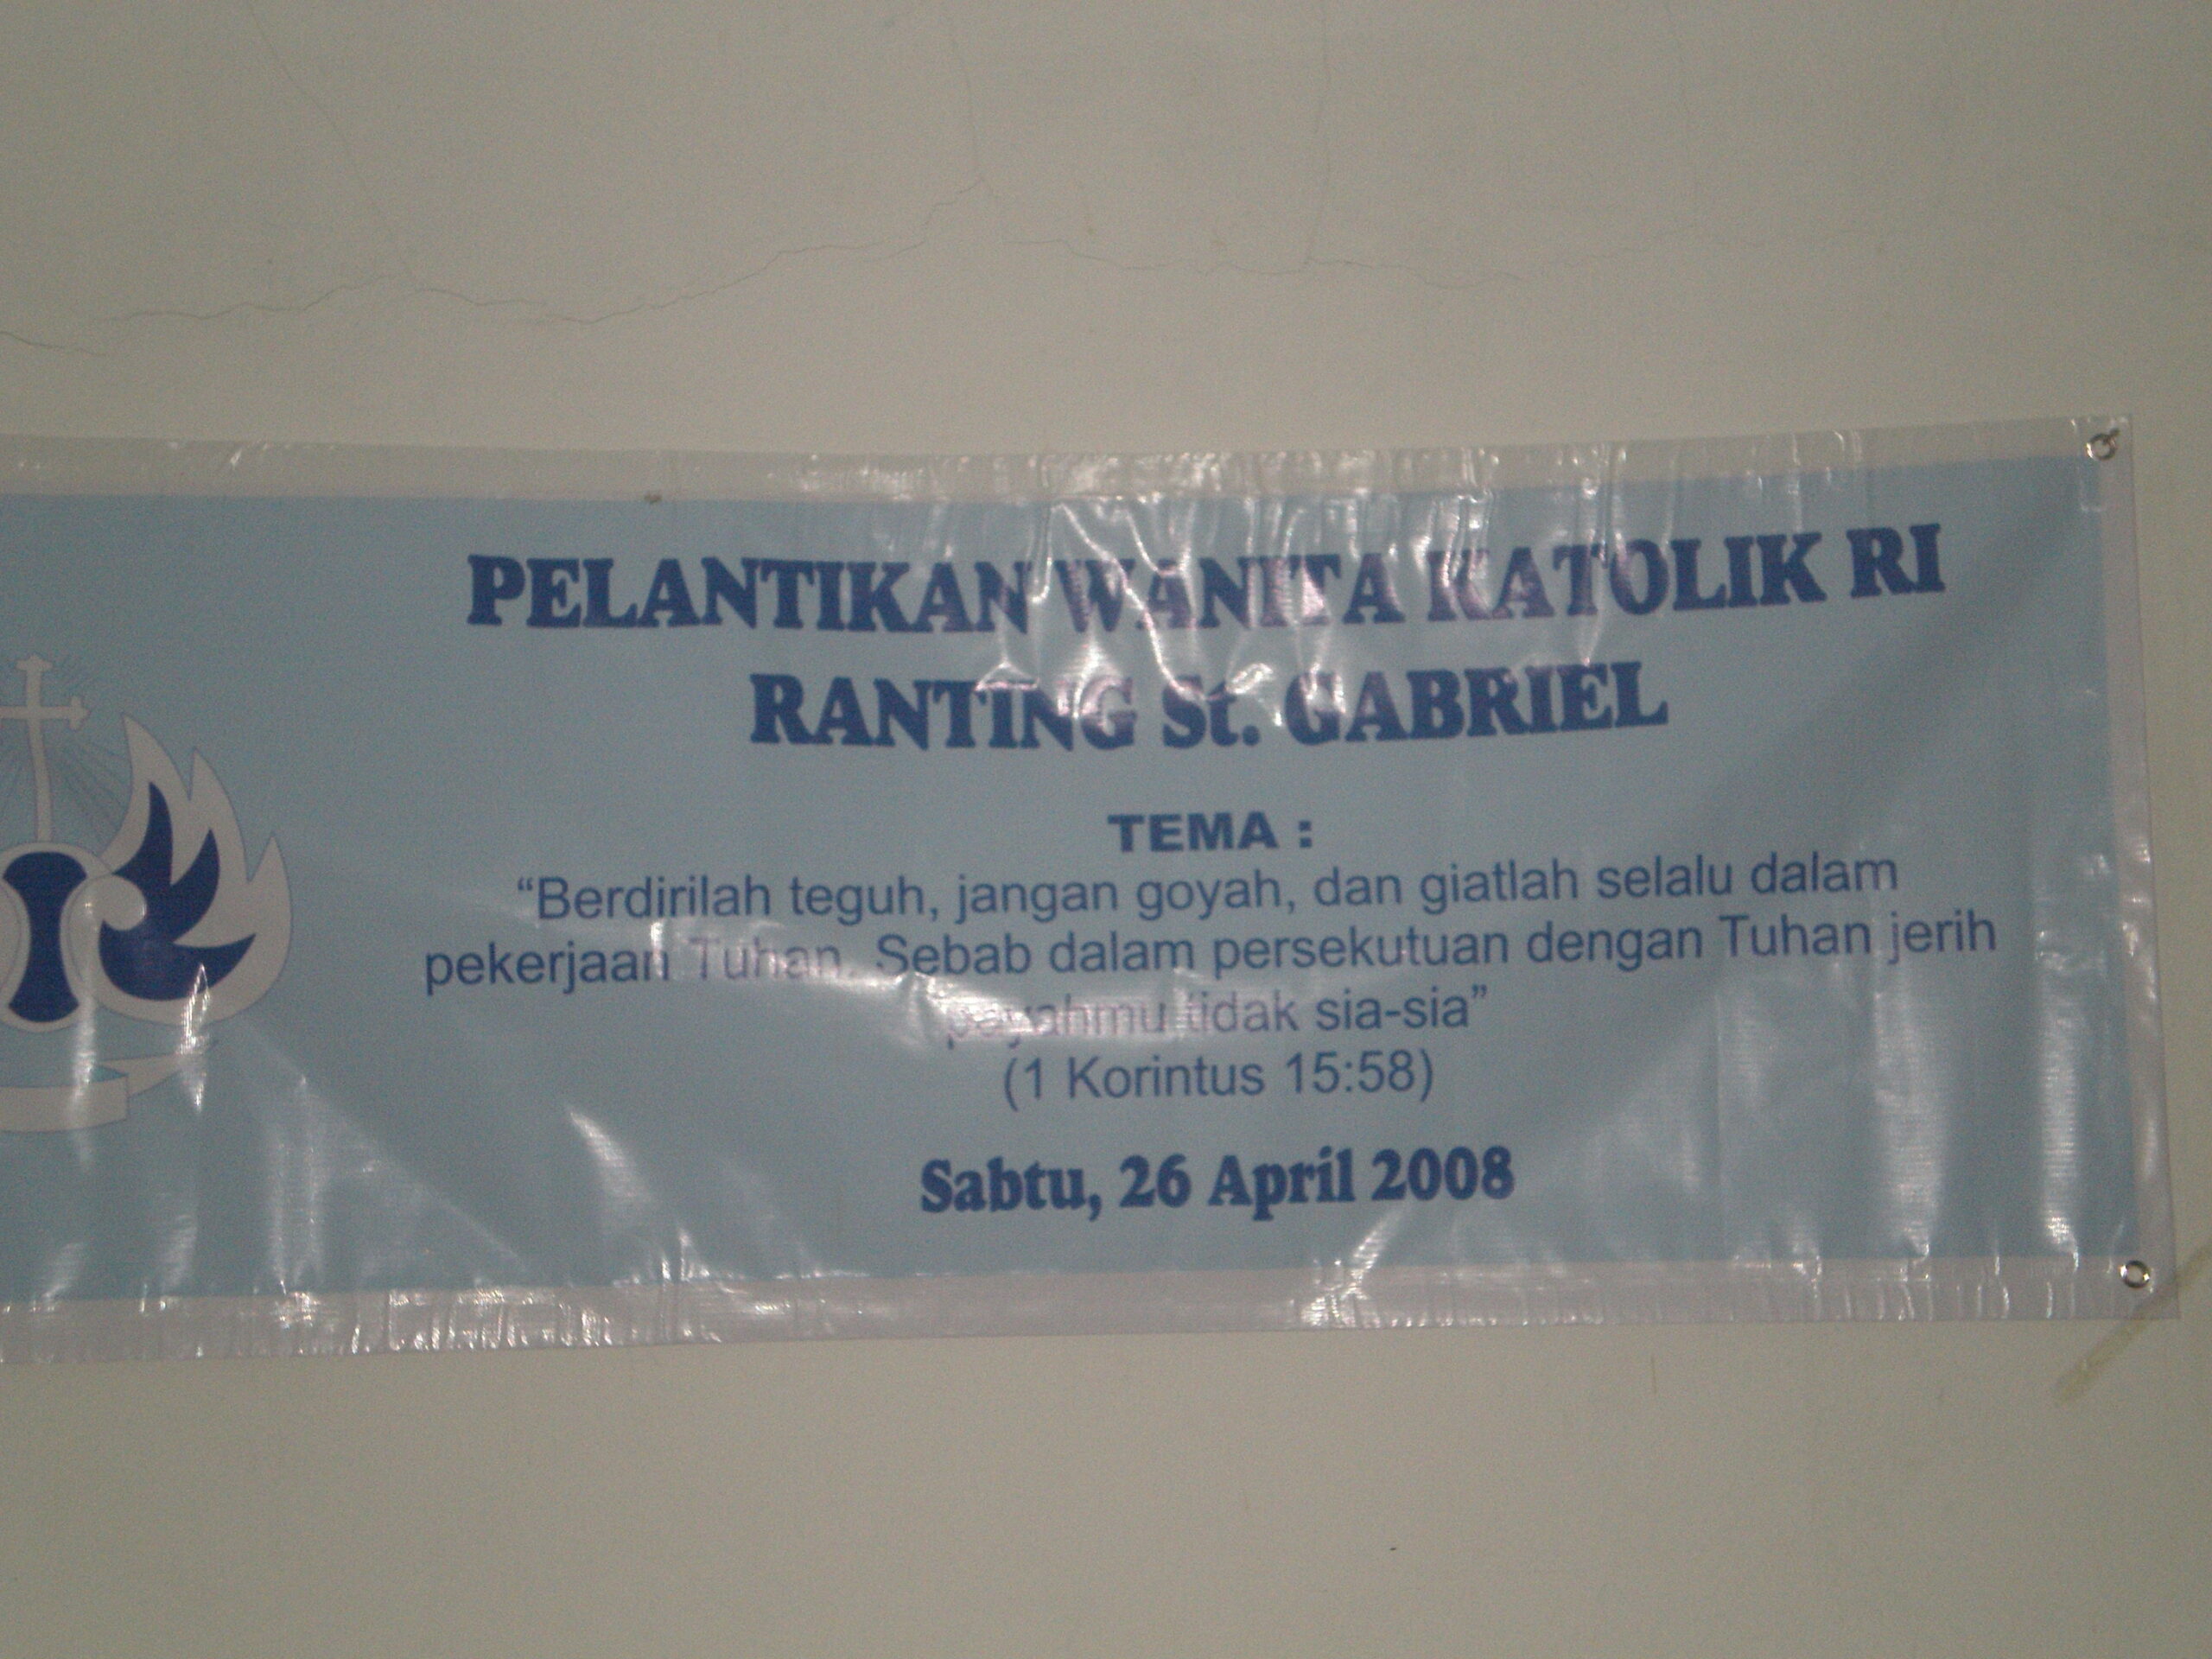 PELANTIKAN WANITA KATOLIK RI
RANTING St. GABRIEL
TEMA :
“Berdirilah teguh, jangan goyah, dan giatlah selalu dalam
pekerjaan Tuhan. Sebab dalam persekutuan dengan Tuhan jerih
payahmu tidak sia-sia”
(1 Korintus 15:58)
Sabtu, 26 April 2008